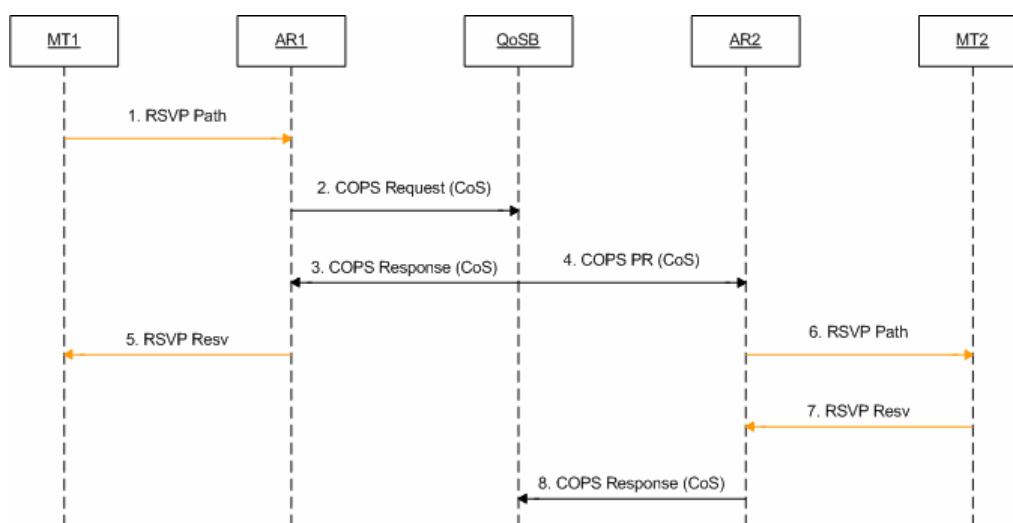 MT1
AR1
QoSB
AR2
MT2
1. RSVP Path
2. COPS Request (CoS)
3. COPS Response (CoS)
4. COPS PR (CoS)
5. RSVP Resv
6. RSVP Path
7. RSVP Resv
8. COPS Response (CoS)